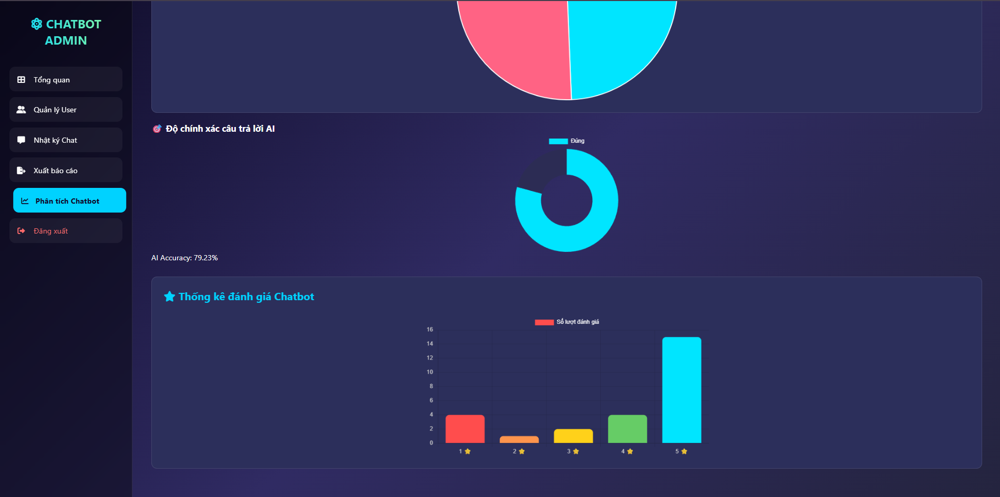 CHATBOT
ADMIN
Tổng quan
Quản lý User
Nhật ký Chat
Xuất báo cáo
Phân tích Chatbot
Đăng xuất
Độ chính xác câu trả lời AI
Đúng
AI Accuracy: 79.23%
Thống kê đánh giá Chatbot
Số lượt đánh giá
16
14
12
10
8
6
4
2
0
1 ⭐ 2 ⭐ 3 ⭐ 4 ⭐ 5 ⭐